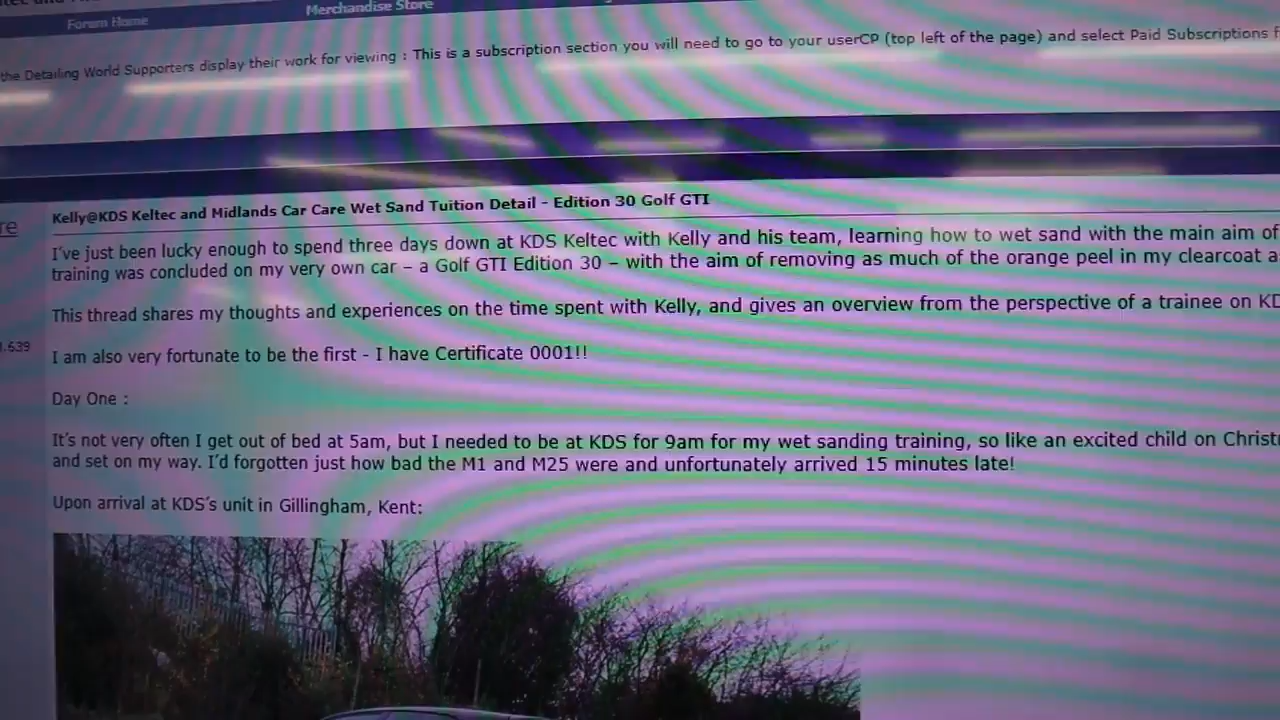 Forum Home
Merchandise Store
the Detailing World Supporters display their work for viewing : This is a subscription section you will need to go to your userCP (top left of the page) and select Paid Subscriptions
Kelly@KDS Keltec and Midlands Car Care Wet Sand Tuition Detail - Edition 30 Golf GTI
I've just been lucky enough to spend three days down at KDS Keltec with Kelly and his team, learning how to wet sand with the main aim of
training was concluded on my very own car – a Golf GTI Edition 30 – with the aim of removing as much of the orange peel in my clearcoat
This thread shares my thoughts and experiences on the time spent with Kelly, and gives an overview from the perspective of a trainee on
.639
I am also very fortunate to be the first - I have Certificate 0001!!
Day One :
It's not very often I get out of bed at 5am, but I needed to be at KDS for 9am for my wet sanding training, so like an excited child on
and set on my way. I'd forgotten just how bad the M1 and M25 were and unfortunately arrived 15 minutes late!
Upon arrival at KDS's unit in Gillingham, Kent: